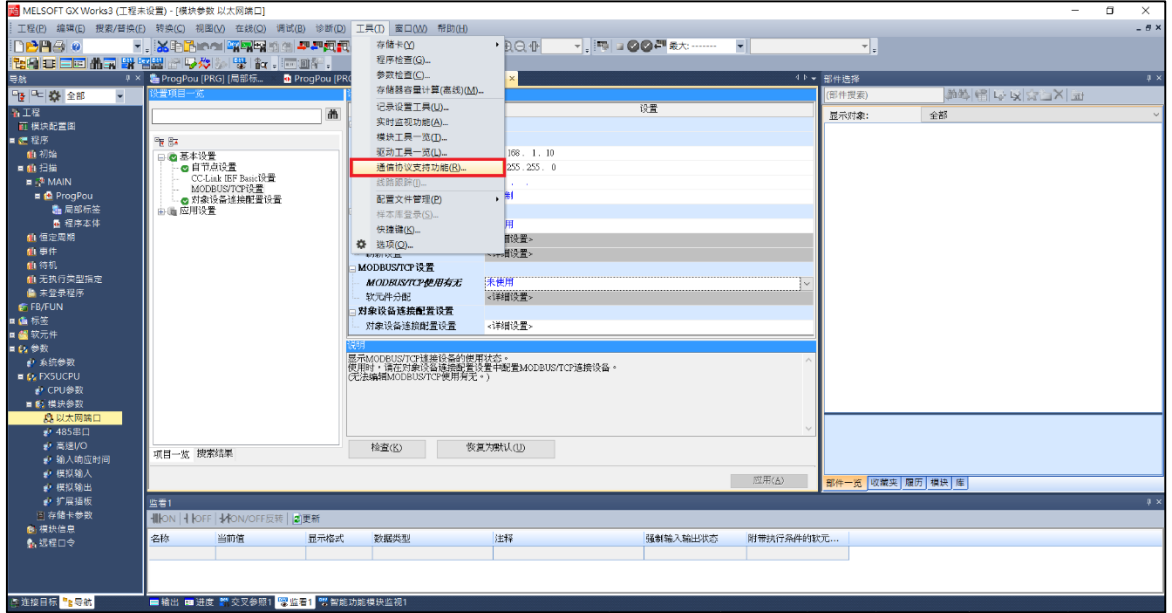 MELSOFT GX Works3 (工程未设置) - [模块参数 以太网端口]
工程(P) 编辑(E) 搜索/替换(F) 转换(C) 视图(V) 在线(O) 调试(B) 诊断(D) 工具(T) 窗口(W) 帮助(H)
最大: -------
导航
ProgPou [PRG] [局部标...
ProgPou [PRG
部件选择
全部
设置项目一览
(部件搜索)
显示对象: 全部
设置
存储卡(Y)
程序检查(G)...
参数检查(C)...
存储器容量计算(离线)(M)...
记录设置工具(U)...
实时监视功能(A)...
模块工具一览(T)...
驱动工具一览(L)...
通信协议支持功能(R)...
线路跟踪(I)...
配置文件管理(P)
样本库登录(S)...
快捷键(K)...
选项(O)...
工程
模块配置图
程序
初始
扫描
MAIN
ProgPou
局部标签
程序本体
恒定周期
事件
待机
无执行类型指定
未登录程序
FB/FUN
标签
软元件
参数
系统参数
FX5UCPU
CPU参数
模块参数
以太网端口
485串口
高速I/O
输入响应时间
模拟输入
模拟输出
扩展插板
存储卡参数
模块信息
远程口令
基本设置
自节点设置
CC-Link IEF Basic设置
MODBUS/TCP设置
对象设备连接配置设置
应用设置
168 . 1 . 10
255 . 255 . 0
<详细设置>
MODBUS/TCP设置
MODBUS/TCP使用有无 未使用
软元件分配 <详细设置>
对象设备连接配置设置
对象设备连接配置设置 <详细设置>
说明
显示MODBUS/TCP连接设备的使用状态。
使用时，请在对象设备连接配置设置中配置MODBUS/TCP连接设备。
(无法编辑MODBUS/TCP使用有无。)
项目一览 搜索结果
检查(K) 恢复为默认(U)
应用(A)
部件一览 收藏夹 履历 模块 库
监看1
ON OFF ON/OFF反转 更新
名称 当前值 显示格式 数据类型 注释 强制输入输出状态 附带执行条件的软元...
连接目标 导航
输出 进度 交叉参照1 监看1 智能功能模块监视1